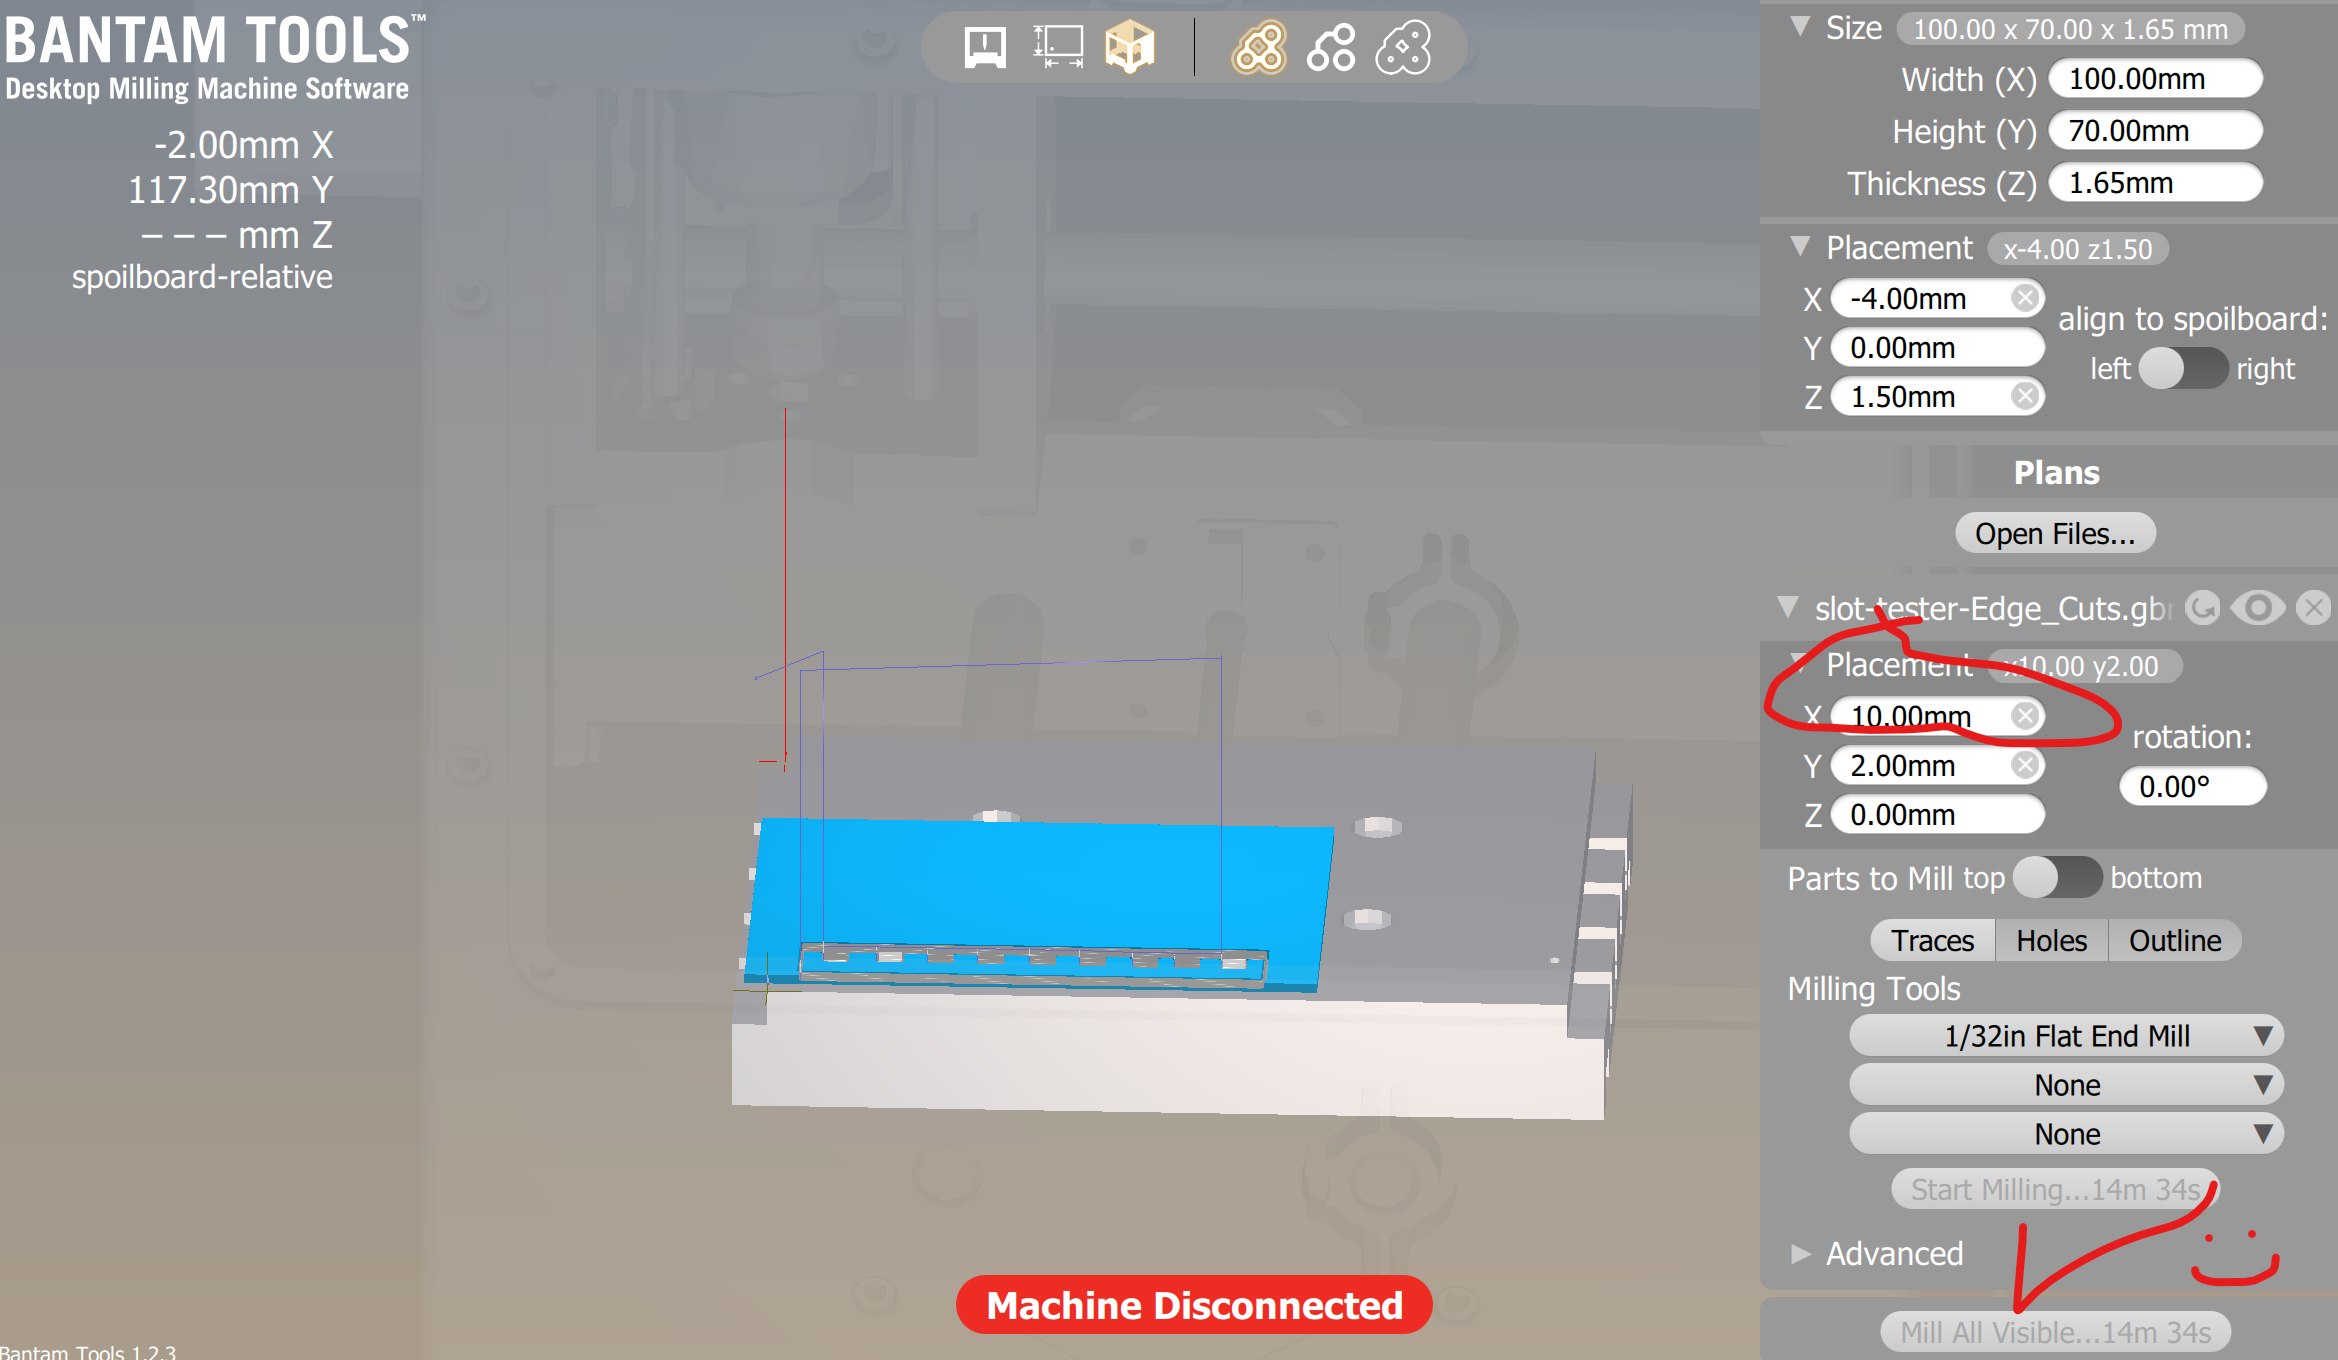 BANTAM TOOLS™
Desktop Milling Machine Software
-2.00mm X
117.30mm Y
– – – mm Z
spoilboard-relative
Size 100.00 x 70.00 x 1.65 mm
Width (X) 100.00mm
Height (Y) 70.00mm
Thickness (Z) 1.65mm
Placement x-4.00 z1.50
X -4.00mm
align to spoilboard:
Y 0.00mm
left right
Z 1.50mm
Plans
Open Files...
slot-tester-Edge_Cuts.gbr
Placement x10.00 y2.00
X 10.00mm
rotation:
Y 2.00mm
0.00°
Z 0.00mm
Parts to Mill top bottom
Traces Holes Outline
Milling Tools
1/32in Flat End Mill
None
None
Start Milling...14m 34s
Advanced
Machine Disconnected
Mill All Visible...14m 34s
Bantam Tools 1.2.3